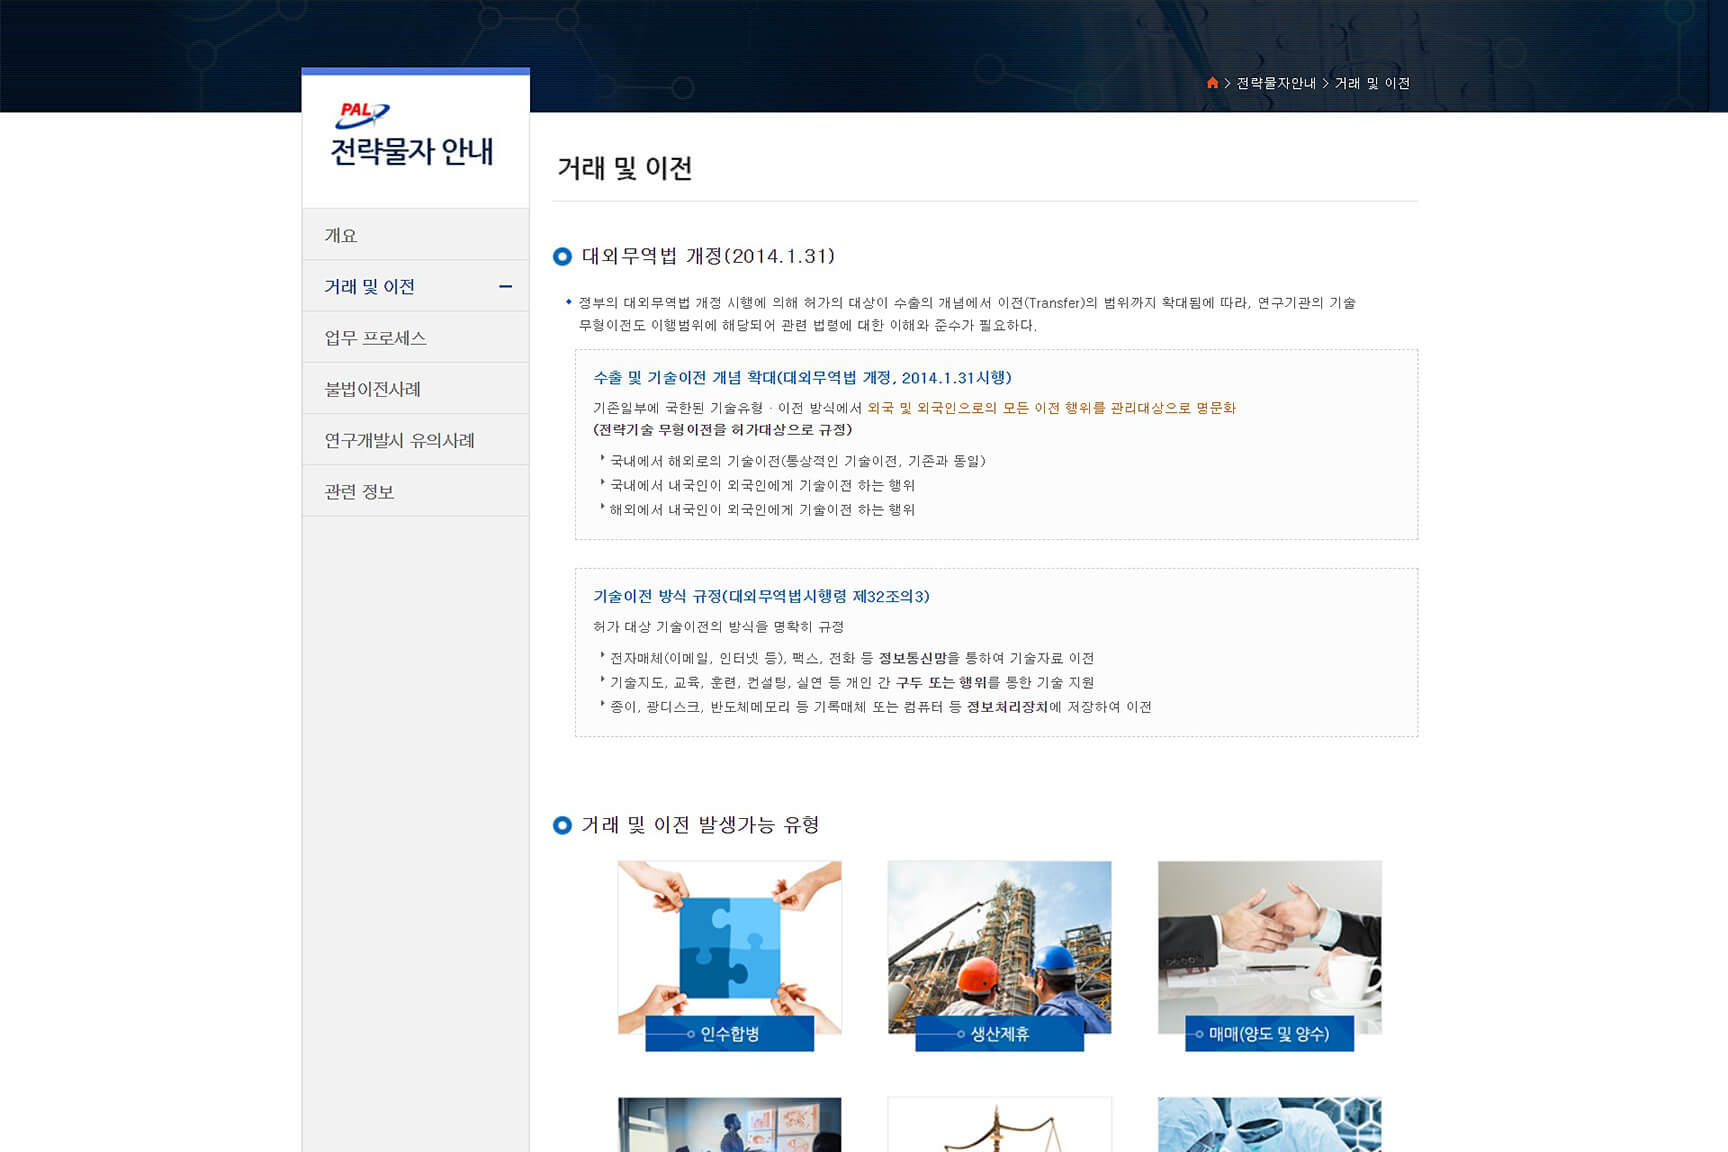 > 전략물자안내 > 거래 및 이전
PAL
전략물자 안내
개요
거래 및 이전
업무 프로세스
불법이전사례
연구개발시 유의사례
관련 정보
거래 및 이전
대외무역법 개정(2014.1.31)
정부의 대외무역법 개정 시행에 의해 허가의 대상이 수출의 개념에서 이전(Transfer)의 범위까지 확대됨에 따라, 연구기관의 기술
무형이전도 이행범위에 해당되어 관련 법령에 대한 이해와 준수가 필요하다.
수출 및 기술이전 개념 확대(대외무역법 개정, 2014.1.31시행)
기존일부에 국한된 기술유형 · 이전 방식에서 외국 및 외국인으로의 모든 이전 행위를 관리대상으로 명문화
(전략기술 무형이전을 허가대상으로 규정)
국내에서 해외로의 기술이전(통상적인 기술이전, 기존과 동일)
국내에서 내국인이 외국인에게 기술이전 하는 행위
해외에서 내국인이 외국인에게 기술이전 하는 행위
기술이전 방식 규정(대외무역법시행령 제32조의3)
허가 대상 기술이전의 방식을 명확히 규정
전자매체(이메일, 인터넷 등), 팩스, 전화 등 정보통신망을 통하여 기술자료 이전
기술지도, 교육, 훈련, 컨설팅, 실연 등 개인 간 구두 또는 행위를 통한 기술 지원
종이, 광디스크, 반도체메모리 등 기록매체 또는 컴퓨터 등 정보처리장치에 저장하여 이전
거래 및 이전 발생가능 유형
인수합병
생산제휴
매매(양도 및 양수)